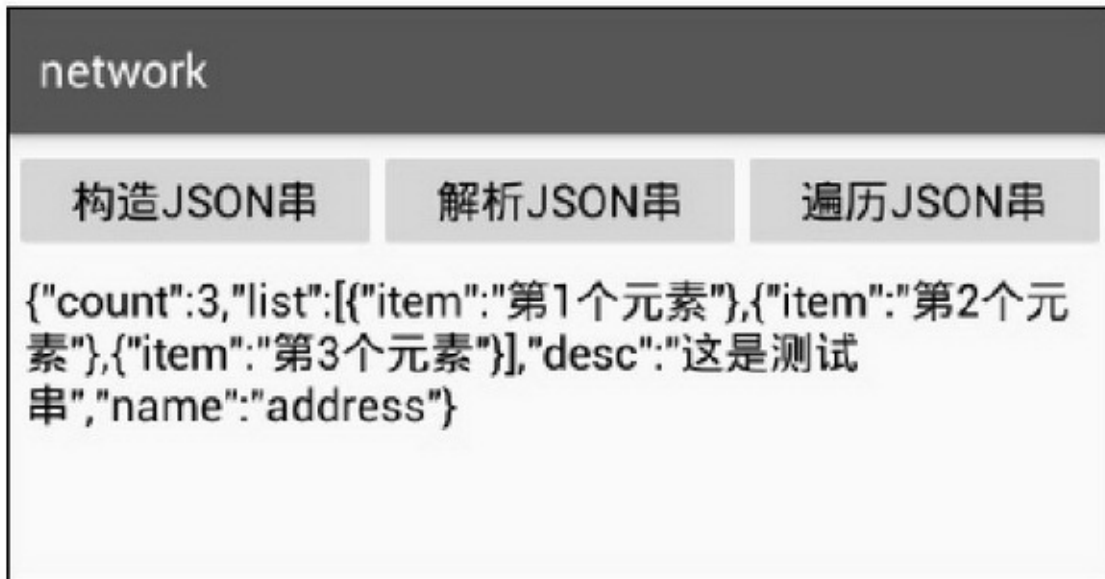 network
构造JSON串
解析JSON串
遍历JSON串
{"count":3,"list":[{"item":"第1个元素"},{"item":"第2个元
素"},{"item":"第3个元素"}],"desc":"这是测试
串","name":"address"}